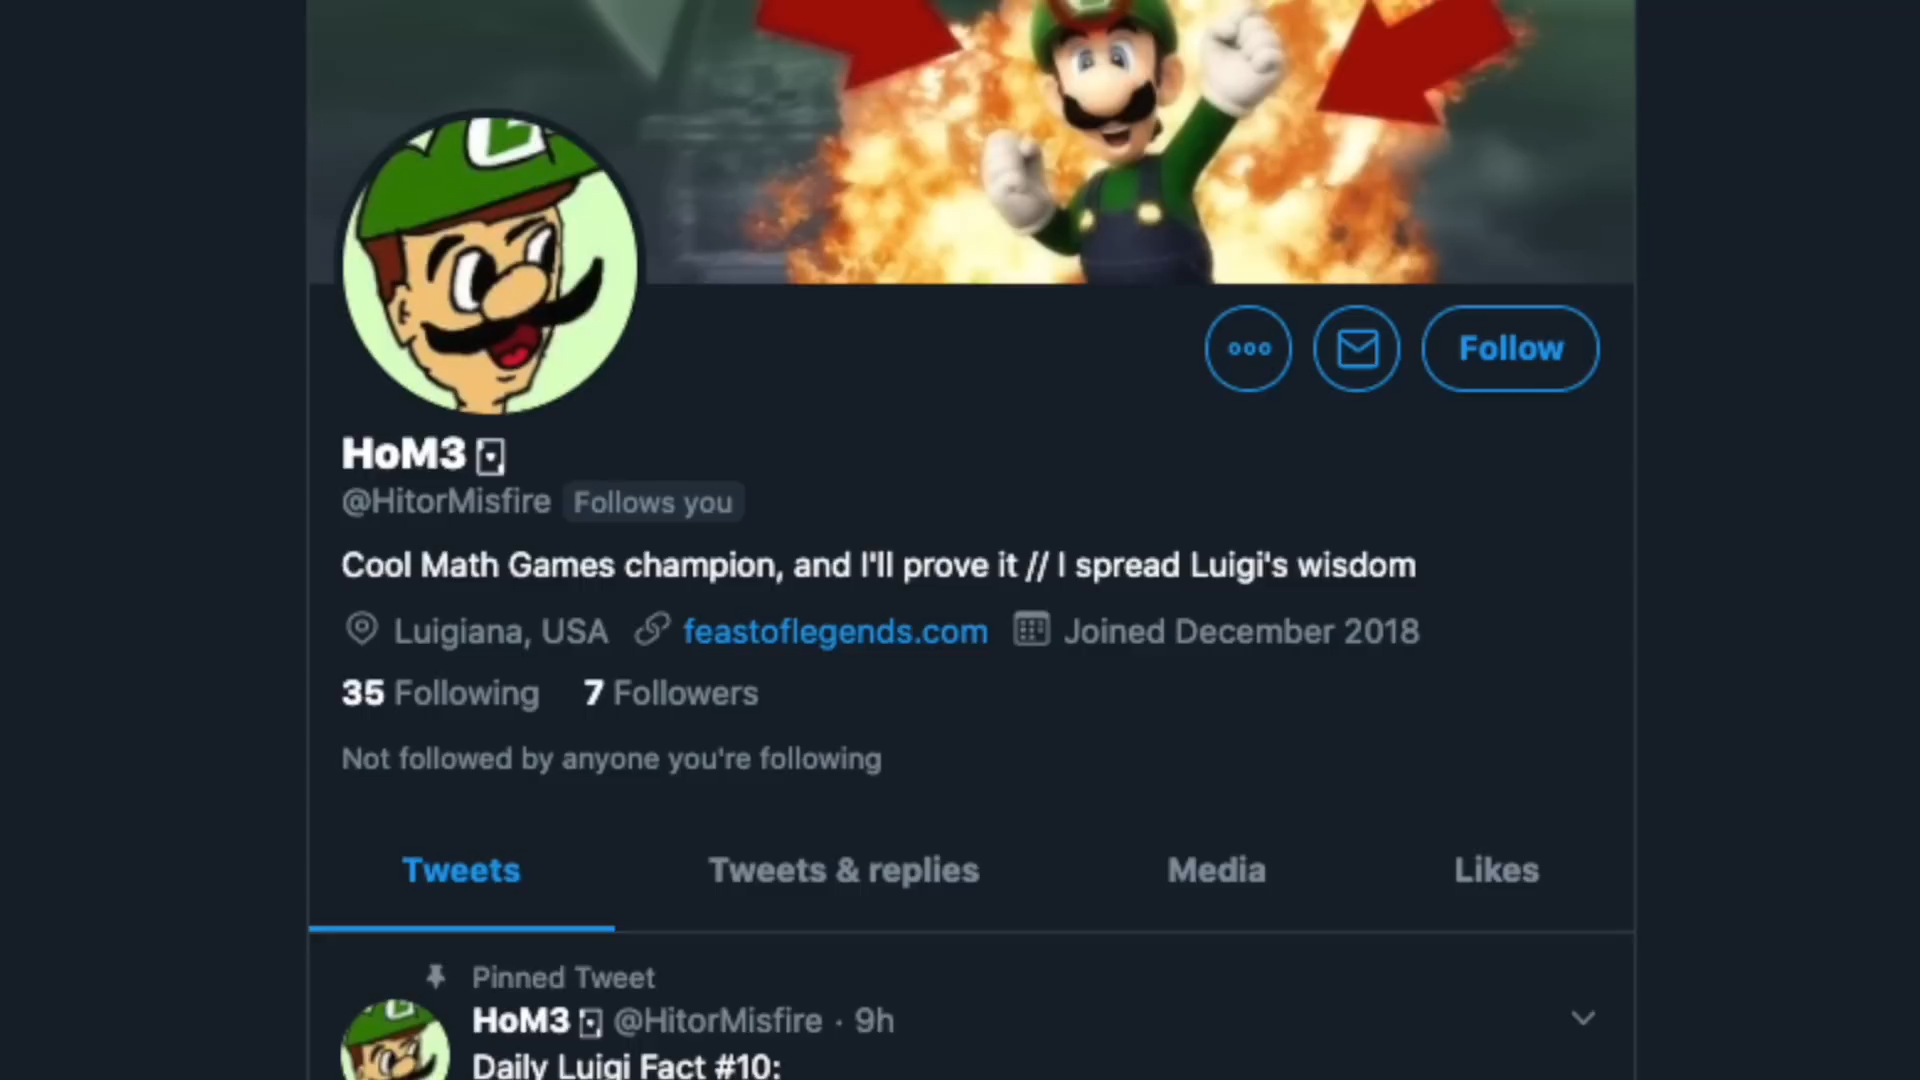 Follow
HoM3
@HitorMisfire Follows you
Cool Math Games champion, and I'll prove it // I spread Luigi's wisdom
Luigiana, USA feastoflegends.com Joined December 2018
35 Following 7 Followers
Not followed by anyone you're following
Tweets Tweets & replies Media Likes
Pinned Tweet
HoM3 @HitorMisfire · 9h
Daily Luigi Fact #10: